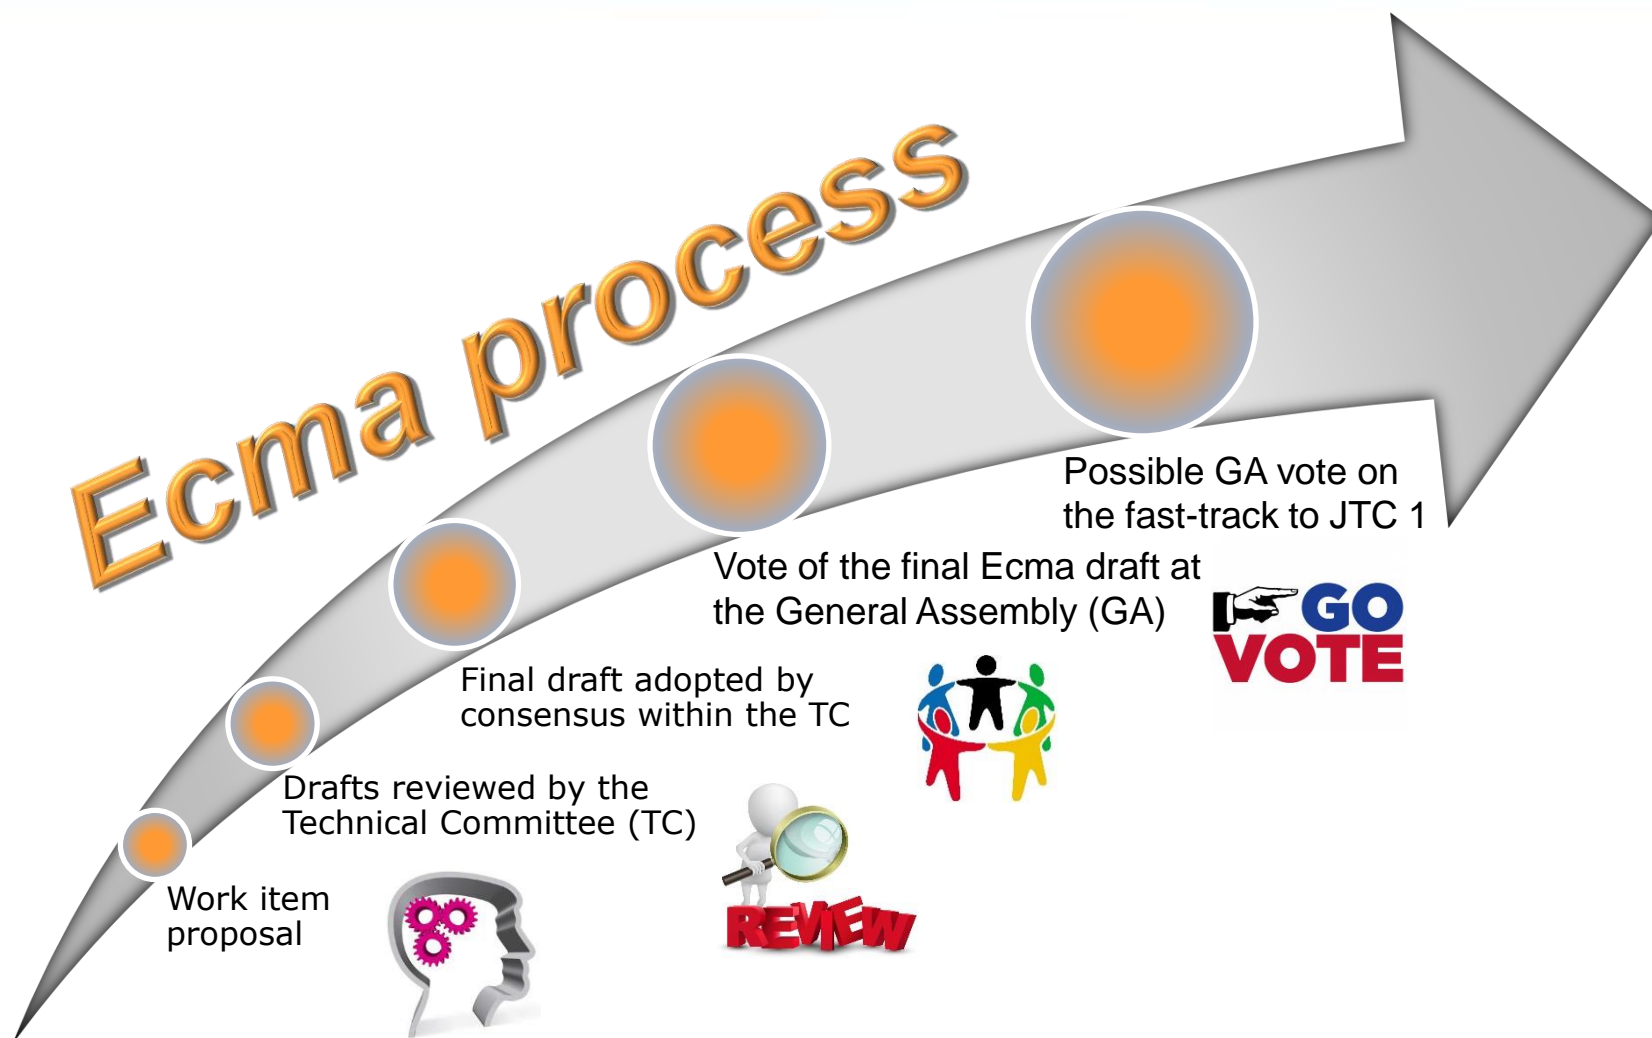 Ecma process
Possible GA vote on
the fast-track to JTC 1
Vote of the final Ecma draft at
the General Assembly (GA)
GO
VOTE
Final draft adopted by
consensus within the TC
Drafts reviewed by the
Technical Committee (TC)
REVIEW
Work item
proposal